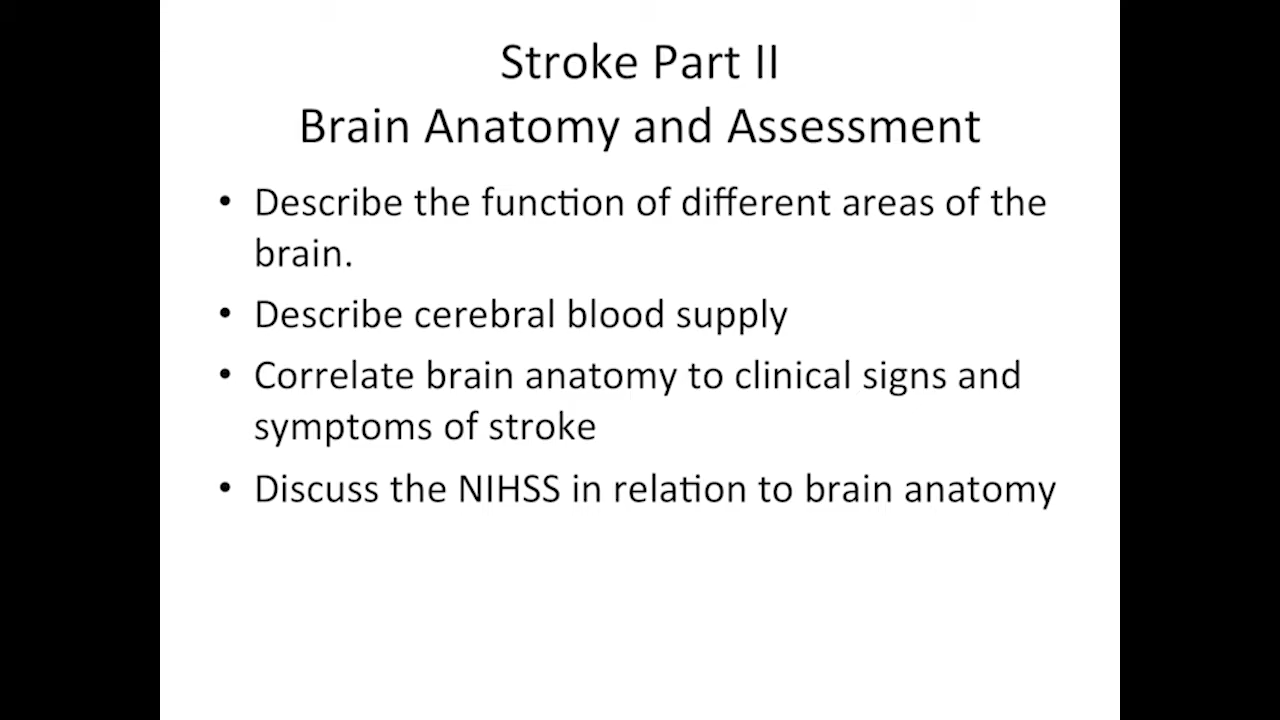 Stroke Part II
Brain Anatomy and Assessment
• Describe the function of different areas of the
brain.
• Describe cerebral blood supply
• Correlate brain anatomy to clinical signs and
symptoms of stroke
• Discuss the NIHSS in relation to brain anatomy